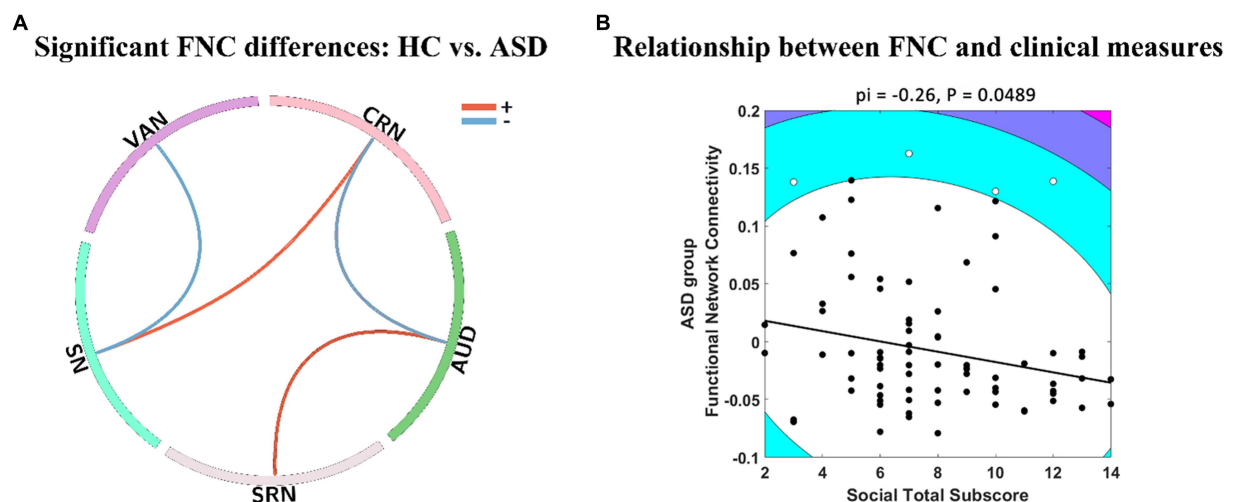 A
Significant FNC differences: HC vs. ASD
VAN
CRN
SN
AUD
SRN
+
-
B
Relationship between FNC and clinical measures
pi = -0.26, P = 0.0489
ASD group
Functional Network Connectivity
0.2
0.15
0.1
0.05
0
-0.05
-0.1
2 4 6 8 10 12 14
Social Total Subscore